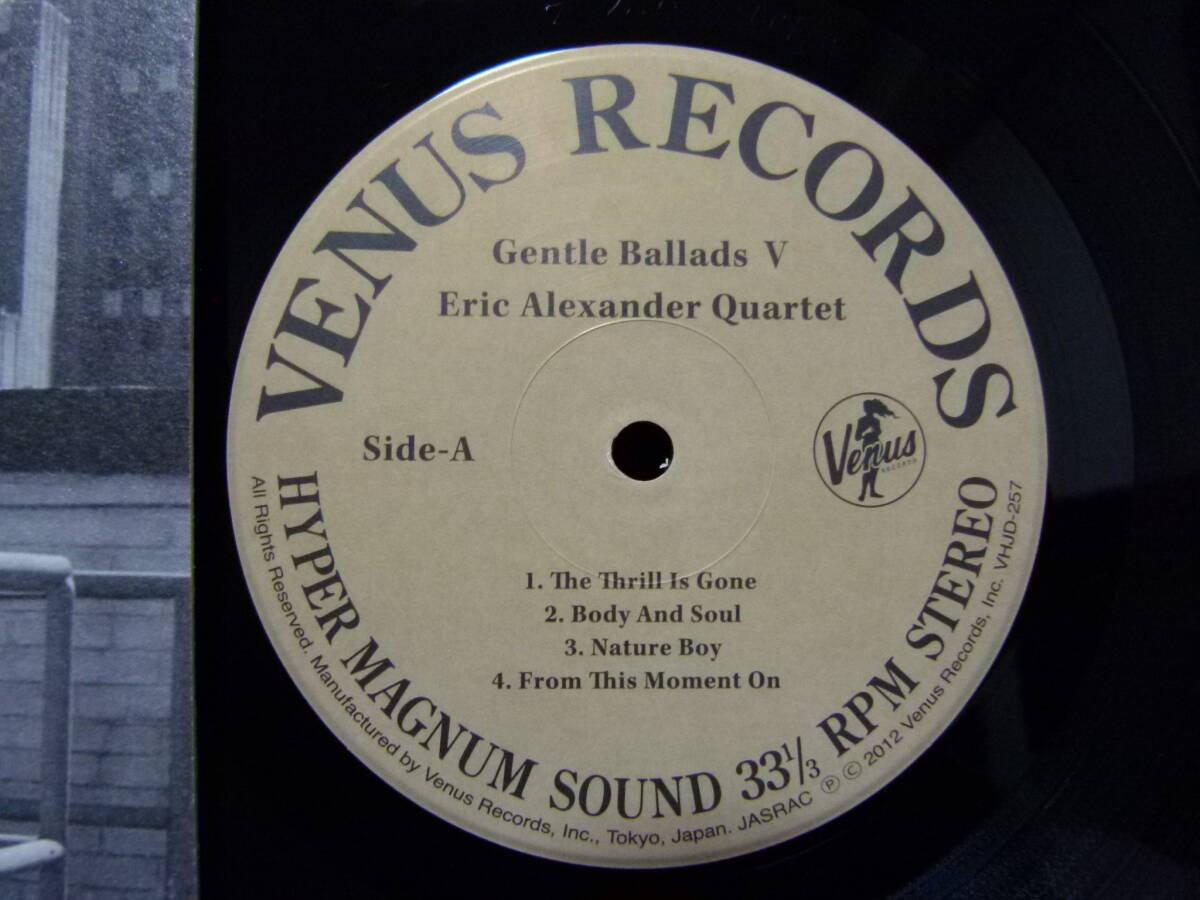 VENUS RECORDS
Gentle Ballads V
Eric Alexander Quartet
Side-A
Venus
RECORDS
1. The Thrill Is Gone
2. Body And Soul
3. Nature Boy
4. From This Moment On
HYPER MAGNUM SOUND 33⅓ RPM STEREO
All Rights Reserved. Manufactured by Venus Records, Inc., Tokyo, Japan. JASRAC Ⓟ Ⓒ 2012 Venus Records, Inc. VHJD-257